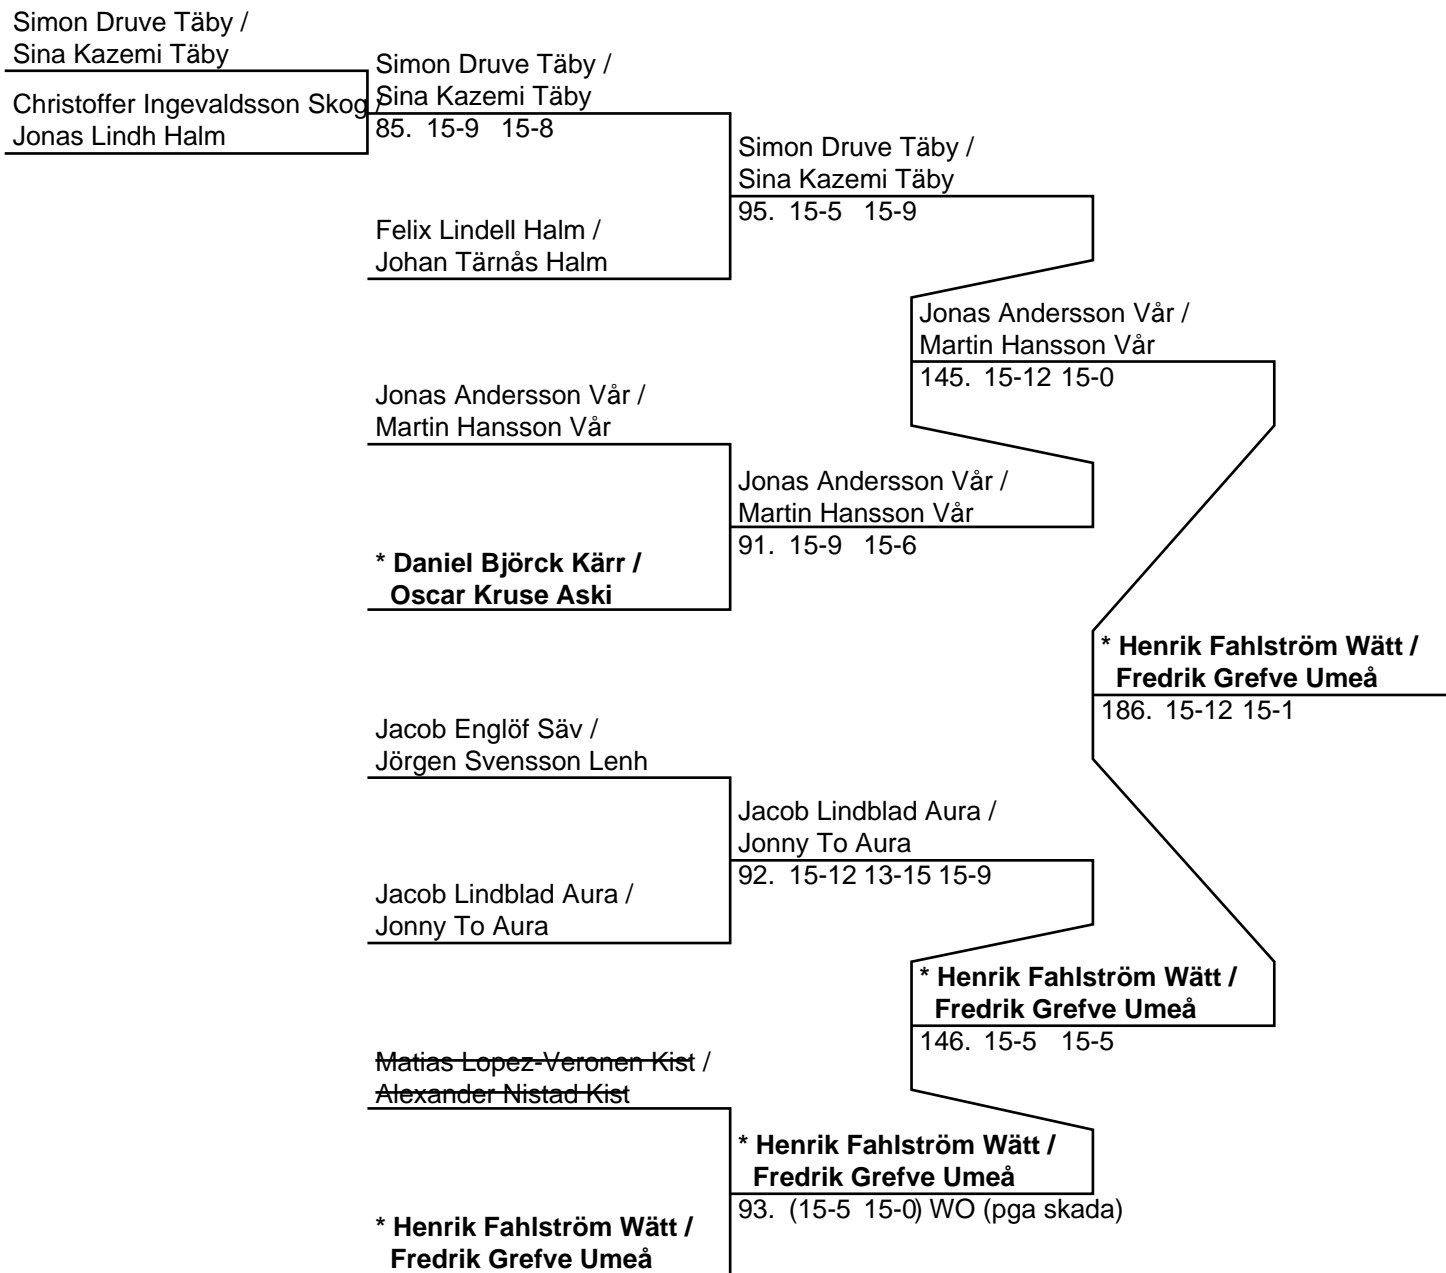 Simon Druve Täby /
Sina Kazemi Täby
Christoffer Ingevaldsson Skog /
Jonas Lindh Halm
Simon Druve Täby /
Sina Kazemi Täby
85. 15-9 15-8
Felix Lindell Halm /
Johan Tärnås Halm
Simon Druve Täby /
Sina Kazemi Täby
95. 15-5 15-9
Jonas Andersson Vår /
Martin Hansson Vår
* Daniel Björck Kärr /
Oscar Kruse Aski
Jonas Andersson Vår /
Martin Hansson Vår
91. 15-9 15-6
Jonas Andersson Vår /
Martin Hansson Vår
145. 15-12 15-0
Jacob Englöf Säv /
Jörgen Svensson Lenh
Jacob Lindblad Aura /
Jonny To Aura
Jacob Lindblad Aura /
Jonny To Aura
92. 15-12 13-15 15-9
Matias Lopez-Veronen Kist /
Alexander Nistad Kist
* Henrik Fahlström Wätt /
Fredrik Grefve Umeå
* Henrik Fahlström Wätt /
Fredrik Grefve Umeå
93. (15-5 15-0) WO (pga skada)
* Henrik Fahlström Wätt /
Fredrik Grefve Umeå
146. 15-5 15-5
* Henrik Fahlström Wätt /
Fredrik Grefve Umeå
186. 15-12 15-1